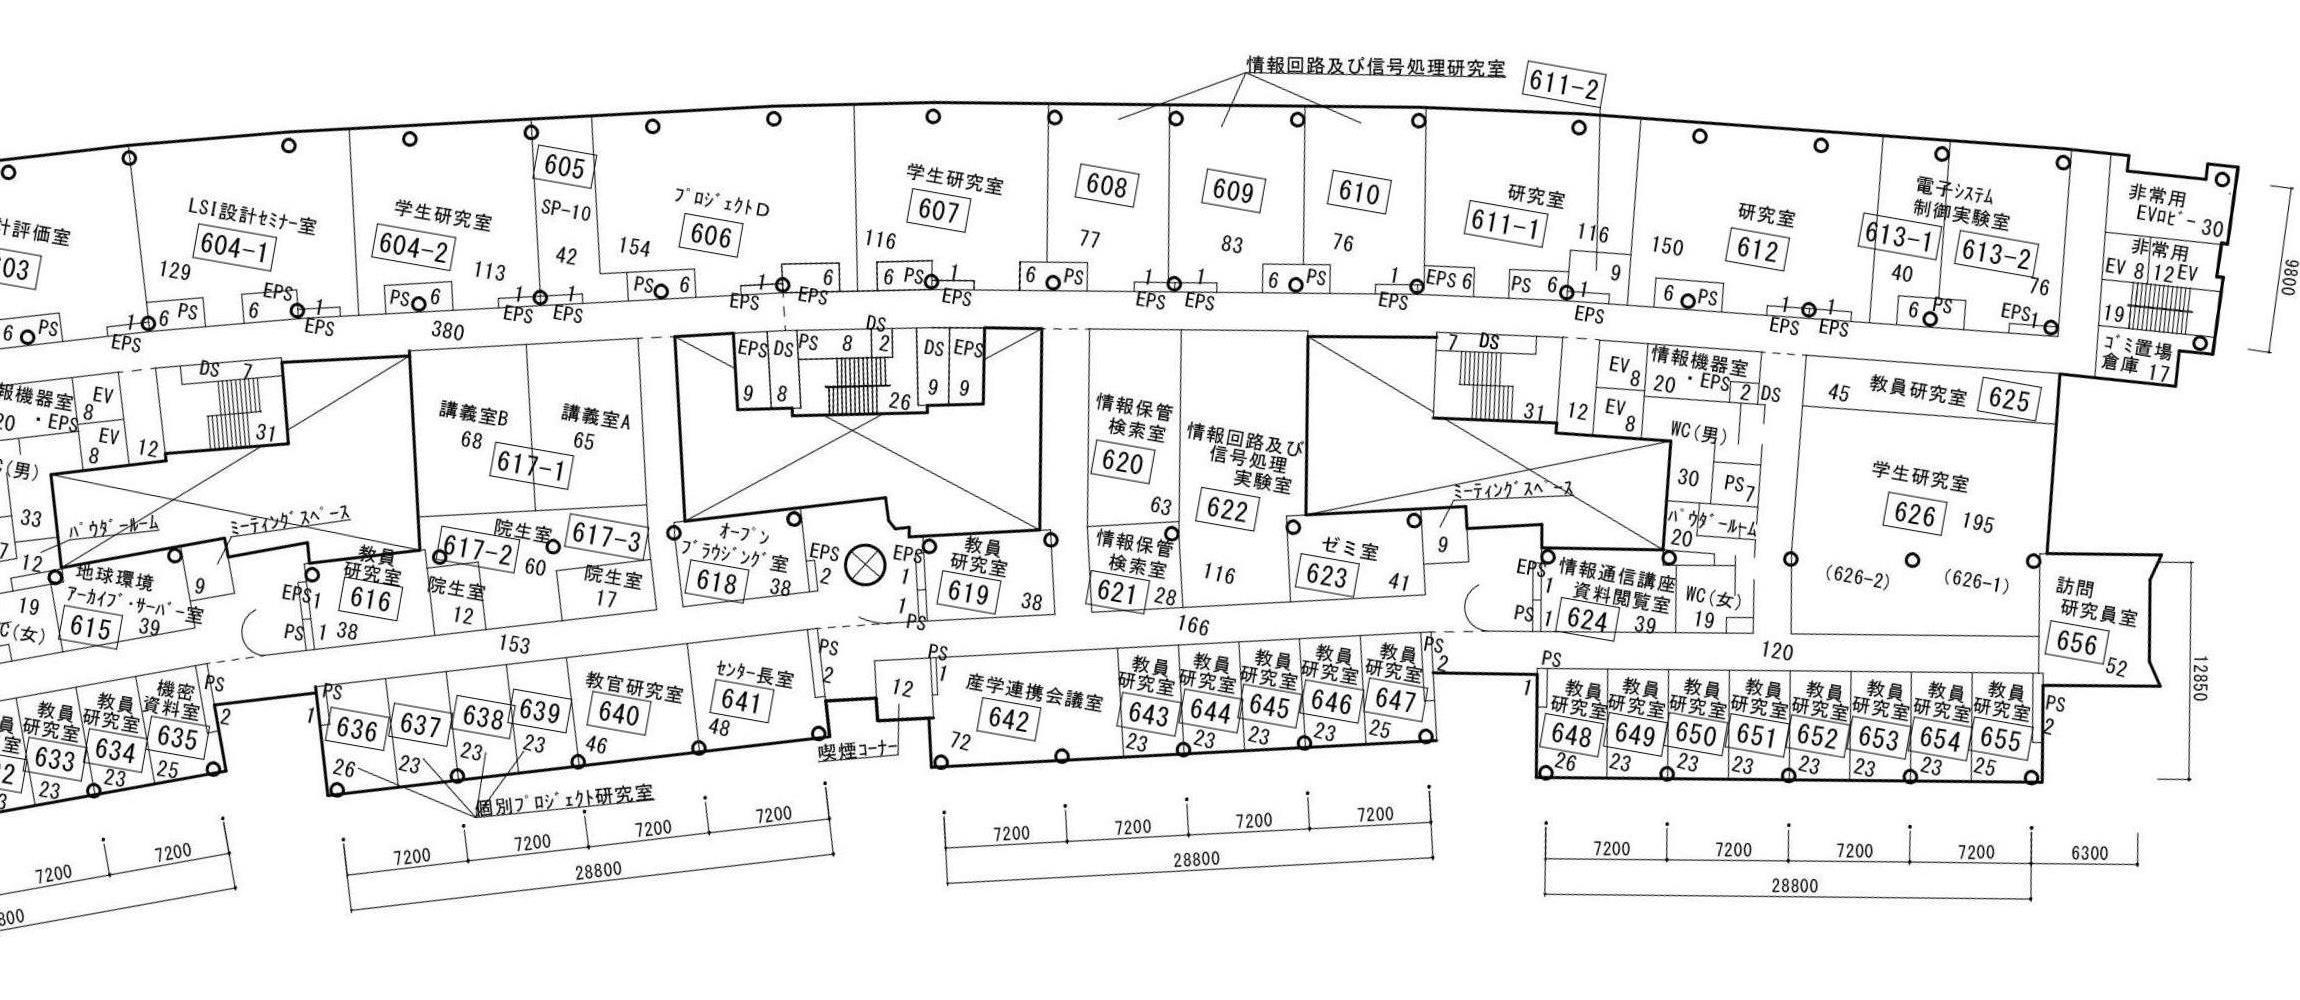 情報回路及び信号処理研究室
611-2
計評価室
603
6 PS
LSI設計セミナー室
604-1
129
6 PS
1
EPS
学生研究室
604-2
113
6
EPS
1
EPS
PS 6
605
SP-10
42
1
EPS
1
EPS
プロジェクトD
606
154
PS 6
1
EPS
6
EPS
学生研究室
607
116
6 PS
1
EPS
608
77
6 PS
609
83
1
EPS
1
EPS
610
76
6 PS
1
EPS
研究室
611-1
116
EPS 6
PS 6
9
1
EPS
研究室
612
150
6 PS
1
EPS
1
EPS
電子システム
制御実験室
613-1
40
613-2
76
6 PS
EPS 1
非常用
EVロビー 30
非常用
EV 8
12 EV
19
ゴミ置場
倉庫 17
9800
380
報機器室
20 ・EPS
EV
8
EV
8
12
DS 7
31
(男)
33
7
12
パウダールーム
ミーティングスペース
講義室B
68
講義室A
65
617-1
院生室
617-2
617-3
60
院生室
12
院生室
17
EPS
9
DS
8
PS 8
DS
2
26
DS
9
EPS
9
オープン
ブラウジング室
618
38
EPS
2
EPS
1
1
PS
教員
研究室
619
38
情報保管
検索室
620
63
情報保管
検索室
621
28
情報回路及び
信号処理
実験室
622
116
ゼミ室
623
41
ミーティングスペース
9
7 DS
31
12
EV
8
EV
8
情報機器室
20 ・EPS
2 DS
WC(男)
30
PS
7
パウダールーム
20
WC(女)
19
EPS
1
PS
1
情報通信講座
資料閲覧室
624
39
45
教員研究室
625
学生研究室
626
195
(626-2)
(626-1)
訪問
研究員室
656
52
12850
19
C(女)
地球環境
アーカイブ・サーバー室
615
39
9
EPS
1
PS 1
教員
研究室
616
38
153
166
120
633
23
教員
研究室
634
23
教員
研究室
機密
資料室
635
25
PS
2
PS
1
636
26
637
23
638
23
639
23
個別プロジェクト研究室
教官研究室
640
46
センター長室
641
48
PS
2
12
喫煙コーナー
PS
1
産学連携会議室
642
72
教員
研究室
643
23
教員
研究室
644
23
教員
研究室
645
23
教員
研究室
646
23
教員
研究室
647
25
PS
2
PS
1
教員
研究室
648
26
教員
研究室
649
23
教員
研究室
650
23
教員
研究室
651
23
教員
研究室
652
23
教員
研究室
653
23
教員
研究室
654
23
教員
研究室
655
25
PS
2
7200
7200
7200
7200
7200
7200
28800
7200
7200
7200
7200
28800
7200
7200
7200
7200
6300
28800